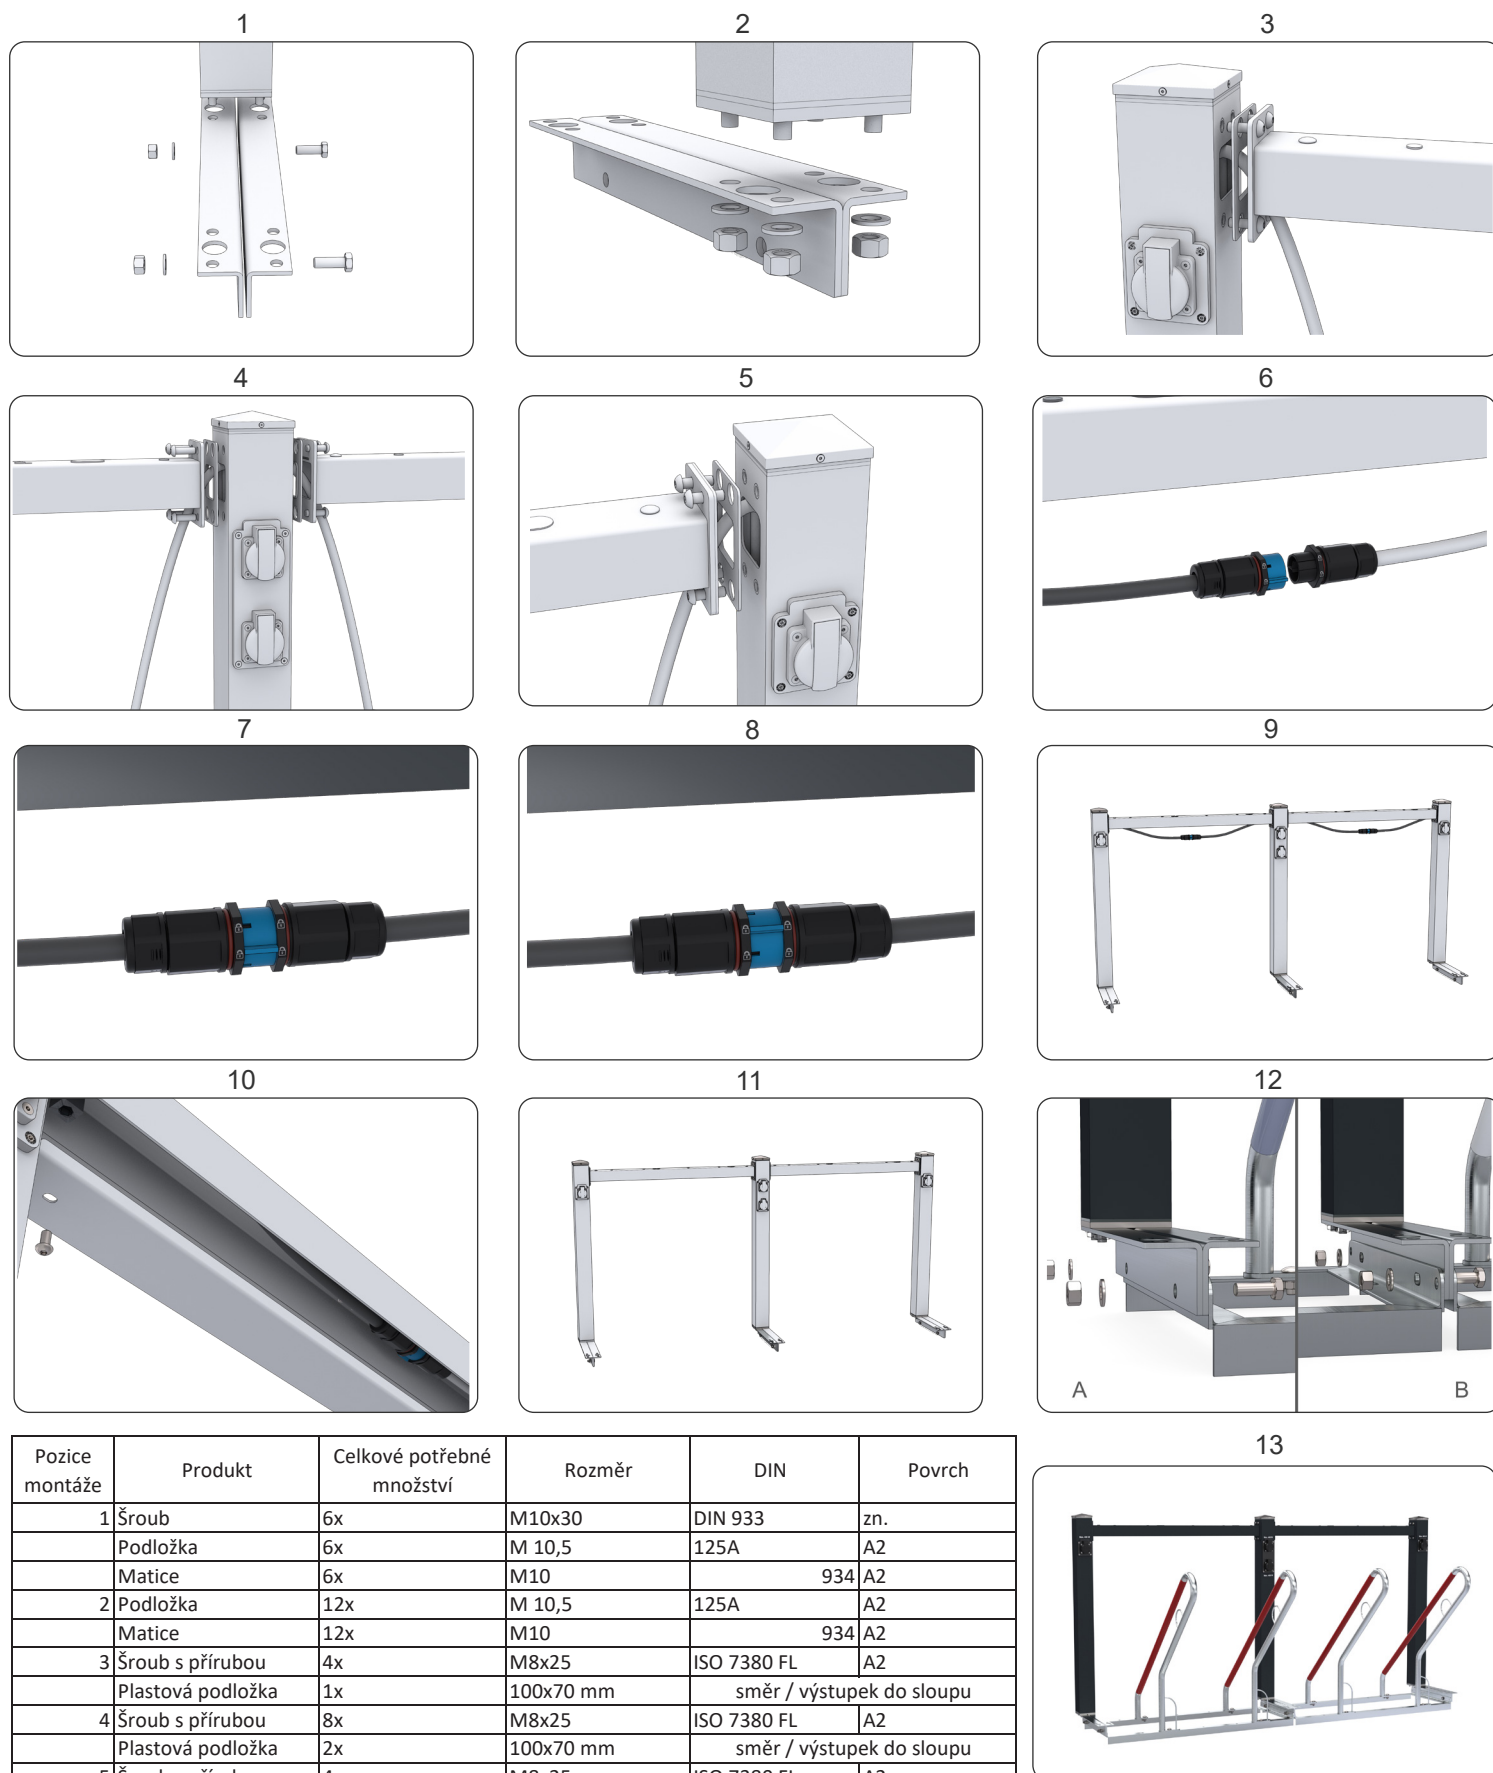 1
2
3
4
5
6
7
8
9
10
11
12
A
B
13
Pozice montáže Produkt Celkové potřebné množství Rozměr DIN Povrch
1 Šroub 6x M10x30 DIN 933 zn.
Podložka 6x M 10,5 125A A2
Matice 6x M10 934 A2
2 Podložka 12x M 10,5 125A A2
Matice 12x M10 934 A2
3 Šroub s přírubou 4x M8x25 ISO 7380 FL A2
Plastová podložka 1x 100x70 mm směr / výstupek do sloupu
4 Šroub s přírubou 8x M8x25 ISO 7380 FL A2
Plastová podložka 2x 100x70 mm směr / výstupek do sloupu